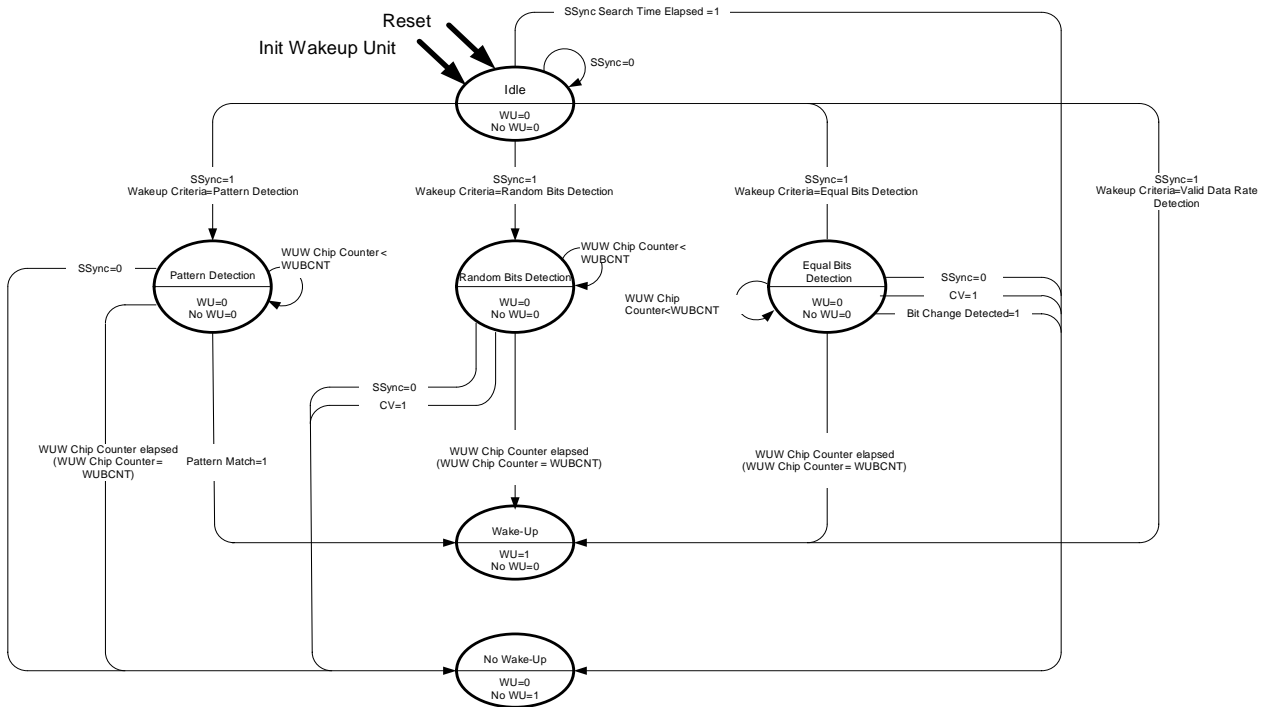 SSync Search Time Elapsed =1
Reset
Init Wakeup Unit
SSync=0
Idle
WU=0
No WU=0
SSync=1
Wakeup Criteria=Pattern Detection
SSync=1
Wakeup Criteria=Random Bits Detection
SSync=1
Wakeup Criteria=Equal Bits Detection
SSync=1
Wakeup Criteria=Valid Data Rate
Detection
SSync=0
Pattern Detection
WU=0
No WU=0
WUW Chip Counter<
WUBCNT
Random Bits Detection
WU=0
No WU=0
WUW Chip Counter<
WUBCNT
WUW Chip
Counter<WUBCNT
Equal Bits
Detection
WU=0
No WU=0
SSync=0
CV=1
Bit Change Detected=1
SSync=0
CV=1
WUW Chip Counter elapsed
(WUW Chip Counter=
WUBCNT)
Pattern Match=1
WUW Chip Counter elapsed
(WUW Chip Counter = WUBCNT)
WUW Chip Counter elapsed
(WUW Chip Counter = WUBCNT)
Wake-Up
WU=1
No WU=0
No Wake-Up
WU=0
No WU=1